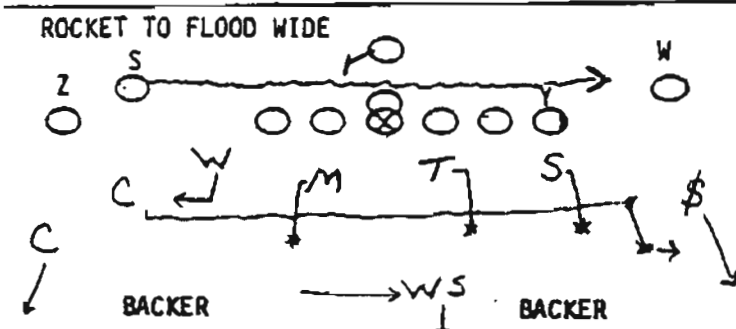 ROCKET TO FLOOD WIDE
S W
Z Y
C W M T S $
C
BACKER WS BACKER